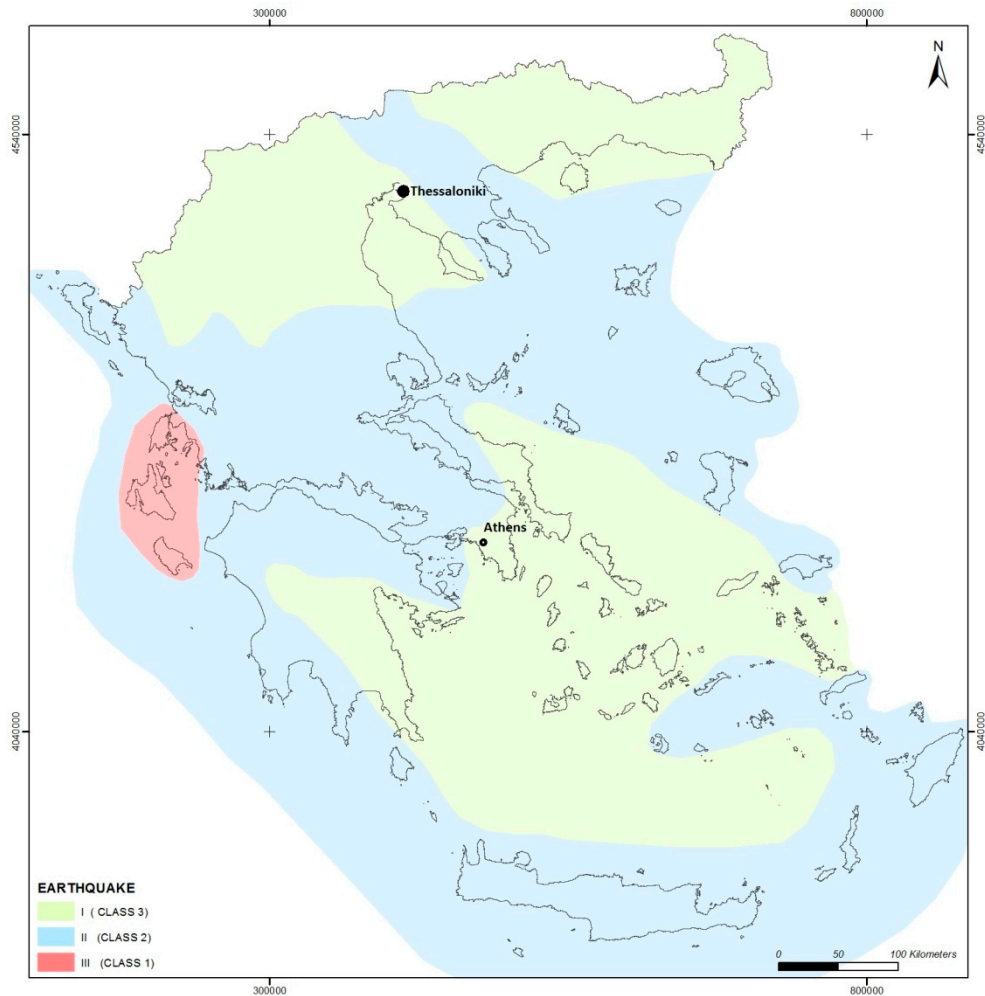 300000
800000
N
4540000
4540000
Thessaloniki
Athens
4040000
4040000
EARTHQUAKE
I ( CLASS 3)
II (CLASS 2)
III (CLASS 1)
0 50 100 Kilometers
300000
800000